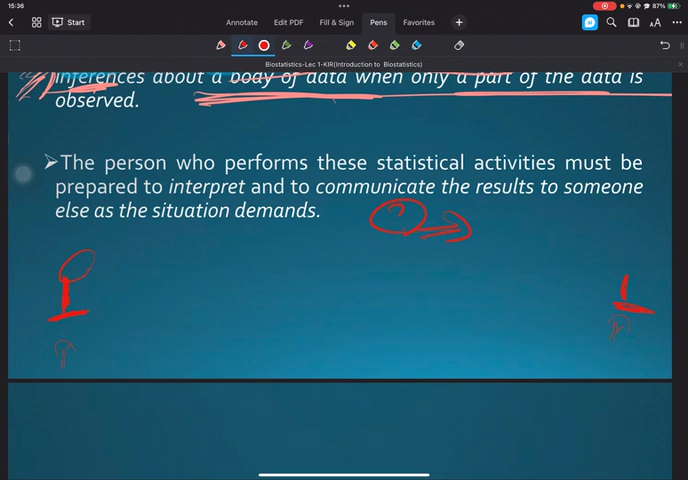 15:36
87%
Start
Annotate
Edit PDF
Fill & Sign
Pens
Favorites
AA
Biostatistics-Lec 1-KIR(Introduction to Biostatistics)
inferences about a body of data when only a part of the data is
observed.
➢The person who performs these statistical activities must be
prepared to interpret and to communicate the results to someone
else as the situation demands.